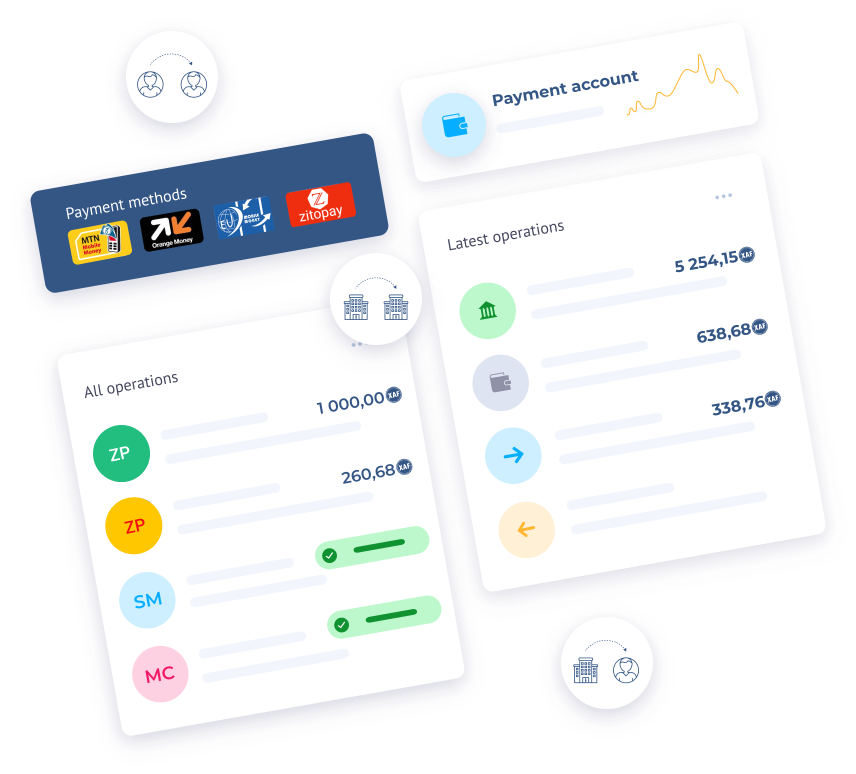 Payment account
Payment methods
MTN
Mobile
Money
Orange Money
EU
MOBILE
MONEY
zitopay
Latest operations
5 254,15 XAF
638,68 XAF
338,76 XAF
All operations
ZP
1 000,00 XAF
ZP
260,68 XAF
SM
MC